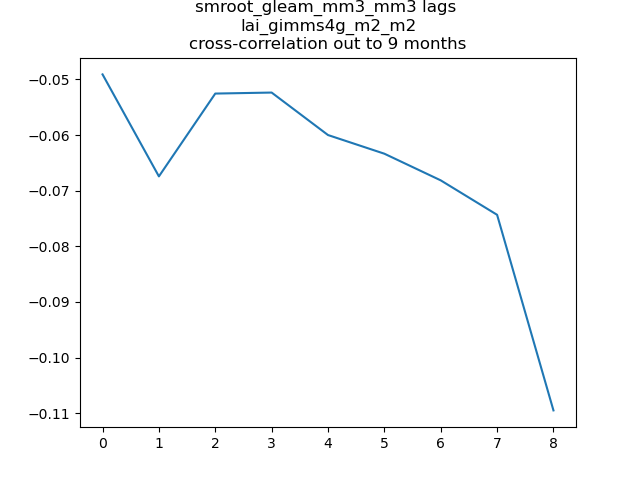 smroot_gleam_mm3_mm3 lags
lai_gimms4g_m2_m2
cross-correlation out to 9 months
−0.05
−0.06
−0.07
−0.08
−0.09
−0.10
−0.11
0 1 2 3 4 5 6 7 8